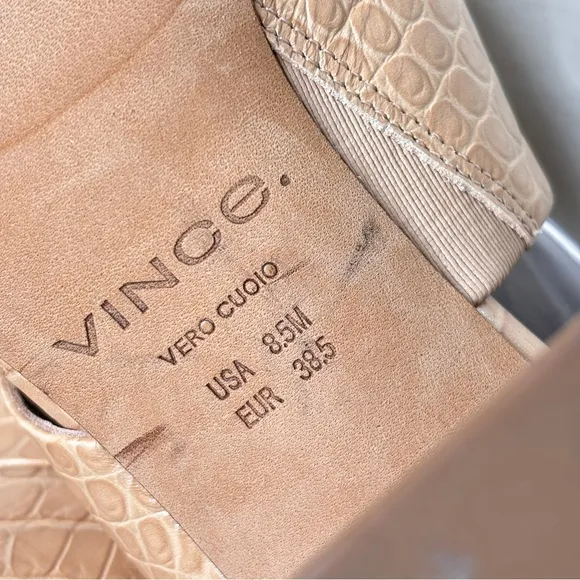 VINCE.
VERO CUOIO
USA 8.5M
EUR 38.5